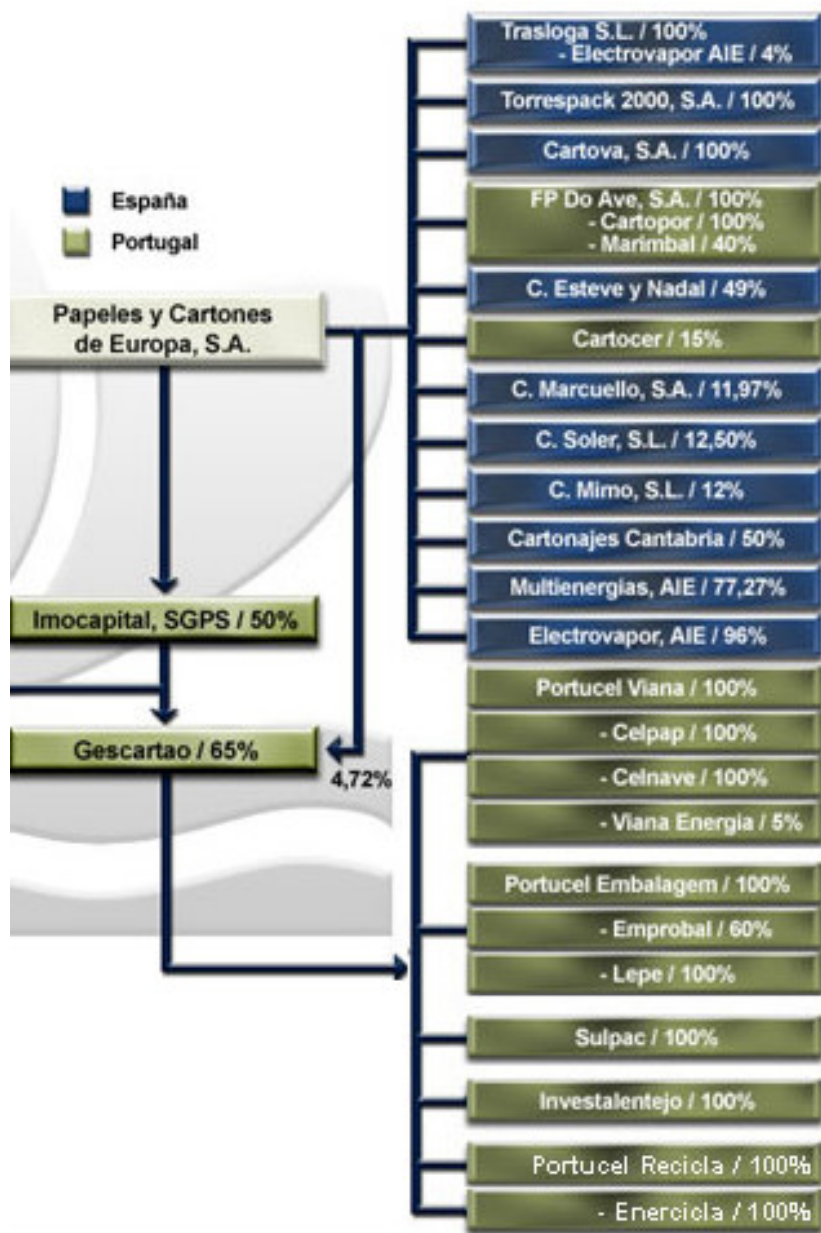 Trasloga S.L. / 100%
- Electrovapor AIE / 4%
Torrespack 2000, S.A. / 100%
Cartova, S.A. / 100%
España
Portugal
FP Do Ave, S.A. / 100%
- Cartopor / 100%
- Marimbal / 40%
C. Esteve y Nadal / 49%
Papeles y Cartones
de Europa, S.A.
Cartocer / 15%
C. Marcuello, S.A. / 11,97%
C. Soler, S.L. / 12,50%
C. Mimo, S.L. / 12%
Cartonajes Cantabria / 50%
Multienergias, AIE / 77,27%
Electrovapor, AIE / 96%
Imocapital, SGPS / 50%
Gescartao / 65%
4,72%
Portucel Viana / 100%
- Celpap / 100%
- Celnave / 100%
- Viana Energia / 5%
Portucel Embalagem / 100%
- Emprobal / 60%
- Lepe / 100%
Sulpac / 100%
Investalentejo / 100%
Portucel Recicla / 100%
- Enercicla / 100%